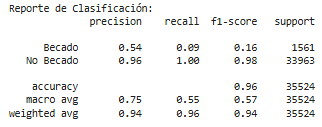 Reporte de Clasificación:
precision recall f1-score support
Becado 0.54 0.09 0.16 1561
No Becado 0.96 1.00 0.98 33963
accuracy 0.96 35524
macro avg 0.75 0.55 0.57 35524
weighted avg 0.94 0.96 0.94 35524